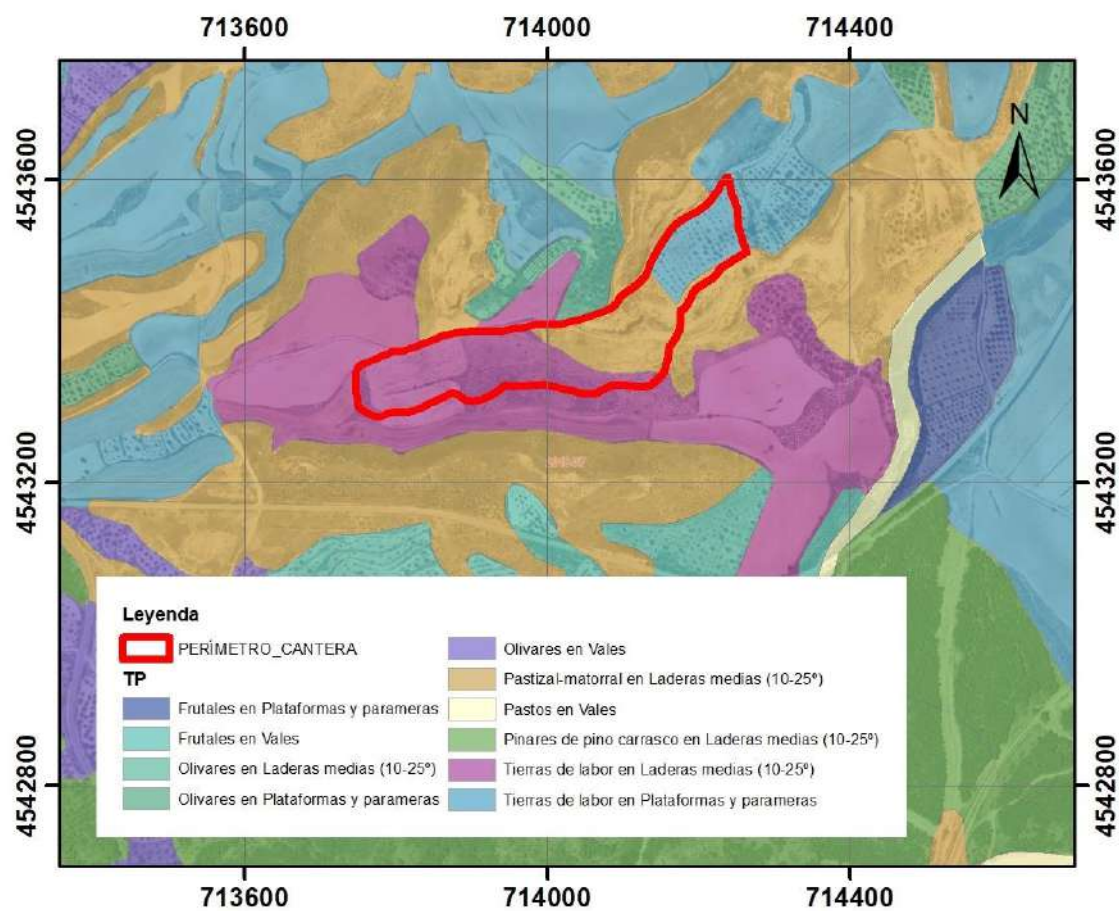 713600 714000 714400
4543600 4543600
N
4543200 4543200
Leyenda
PERÍMETRO_CANTERA
TP
Frutales en Plataformas y parameras
Frutales en Vales
Olivares en Laderas medias (10-25º)
Olivares en Plataformas y parameras
Olivares en Vales
Pastizal-matorral en Laderas medias (10-25º)
Pastos en Vales
Pinares de pino carrasco en Laderas medias (10-25º)
Tierras de labor en Laderas medias (10-25º)
Tierras de labor en Plataformas y parameras
4542800 4542800
713600 714000 714400